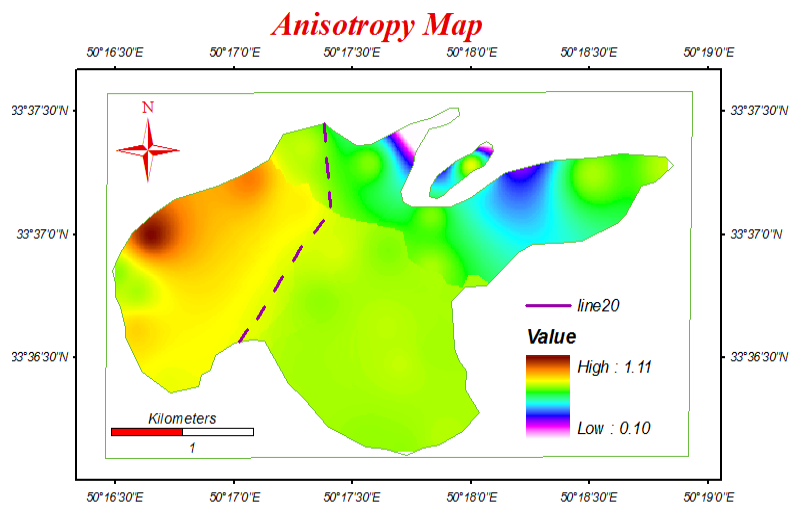 Anisotropy Map
50°16'30"E 50°17'0"E 50°17'30"E 50°18'0"E 50°18'30"E 50°19'0"E
33°37'30"N 33°37'30"N
N
33°37'0"N 33°37'0"N
line20
Value
33°36'30"N 33°36'30"N
High : 1.11
Kilometers
Low : 0.10
1
50°16'30"E 50°17'0"E 50°17'30"E 50°18'0"E 50°18'30"E 50°19'0"E